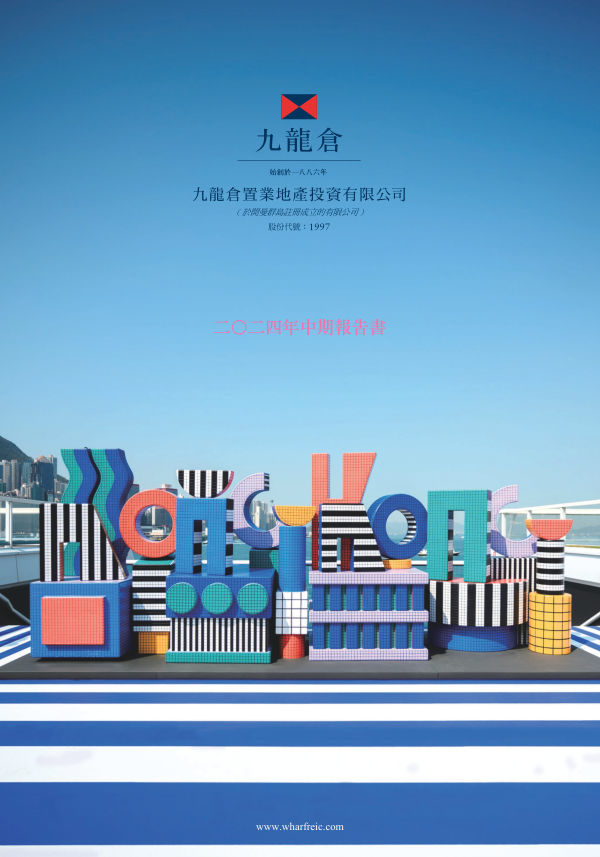 九龍倉
始創於一八八六年
九龍倉置業地產投資有限公司
（於開曼群島註冊成立的有限公司）
股份代號：1997
二〇二四年中期報告書
Hong Kong
www.wharfreic.com